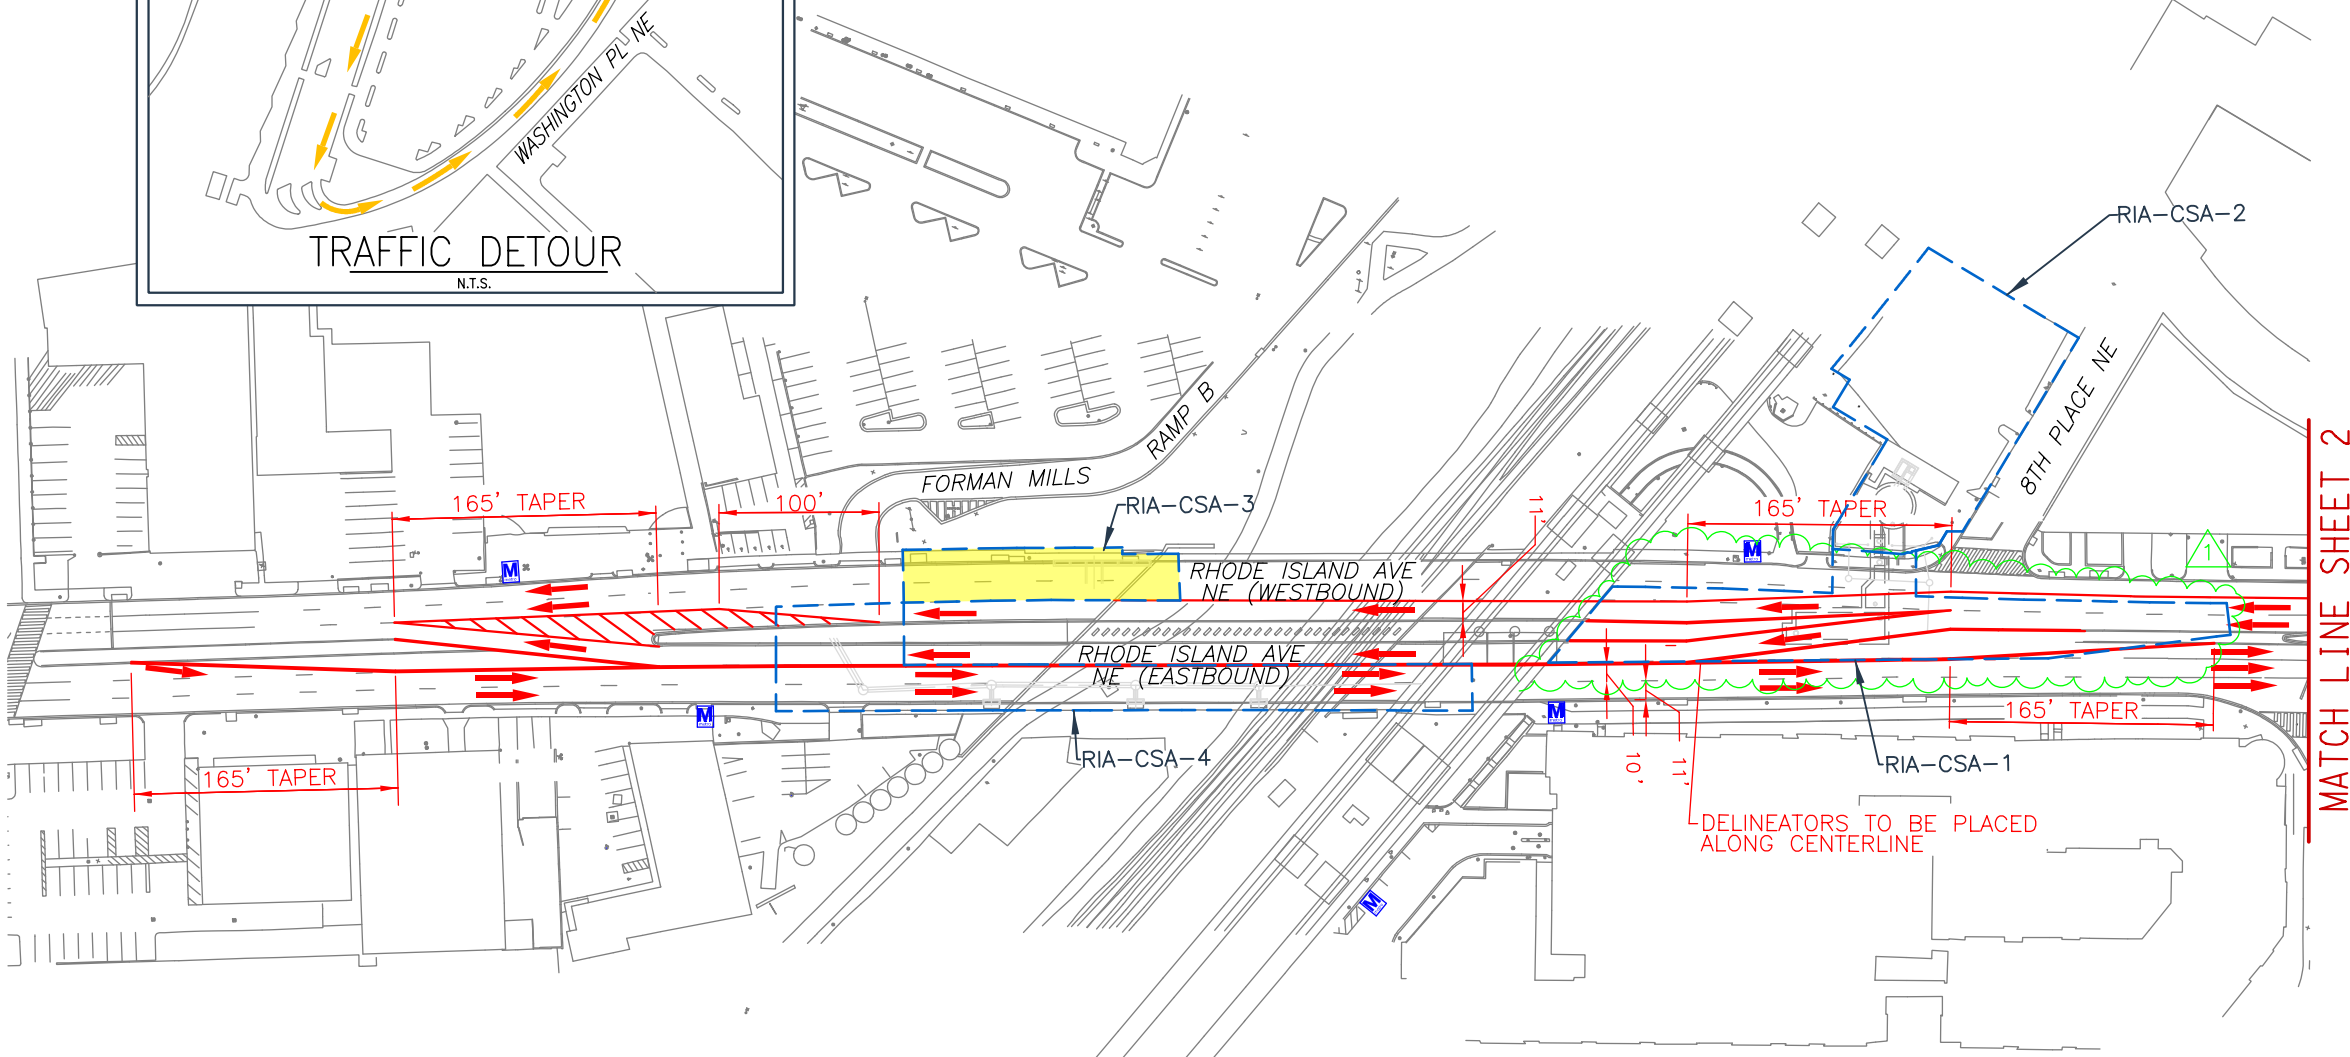 WASHINGTON PL NE
TRAFFIC DETOUR
N.T.S.
RIA-CSA-2
8TH PLACE NE
RAMP B
FORMAN MILLS
RIA-CSA-3
165' TAPER
100'
11'
165' TAPER
M
M
1
RHODE ISLAND AVE
NE (WESTBOUND)
RHODE ISLAND AVE
NE (EASTBOUND)
MATCH LINE SHEET 2
M
M
165' TAPER
RIA-CSA-4
10'
11'
RIA-CSA-1
165' TAPER
DELINEATORS TO BE PLACED
ALONG CENTERLINE
M